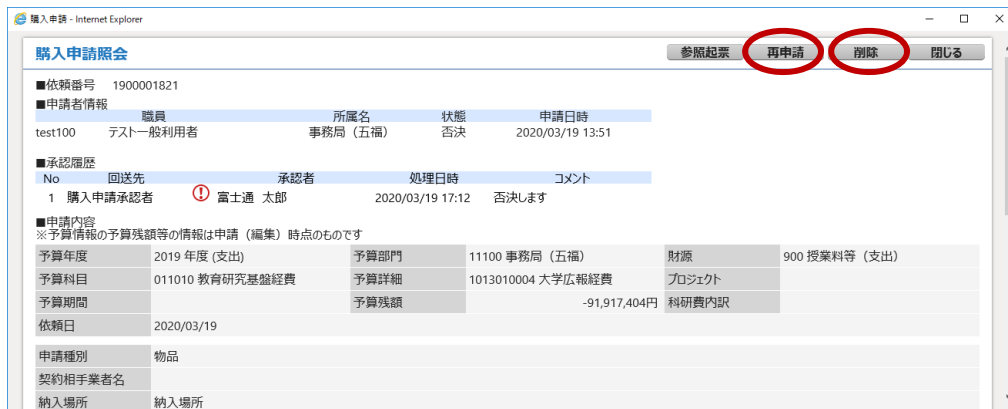 購入申請 - Internet Explorer
購入申請照会 参照起票 再申請 削除 閉じる
■依頼番号 1900001821
■申請者情報
職員 所属名 状態 申請日時
test100 テスト一般利用者 事務局（五福） 否決 2020/03/19 13:51
■承認履歴
No 回送先 承認者 処理日時 コメント
1 購入申請承認者 富士通 太郎 2020/03/19 17:12 否決します
■申請内容
※予算情報の予算残額等の情報は申請（編集）時点のものです
予算年度 2019 年度 (支出) 予算部門 11100 事務局（五福） 財源 900 授業料等（支出）
予算科目 011010 教育研究基盤経費 予算詳細 1013010004 大学広報経費 プロジェクト
予算期間 予算残額 -91,917,404円 科研費内訳
依頼日 2020/03/19
申請種別 物品
契約相手業者名
納入場所 納入場所